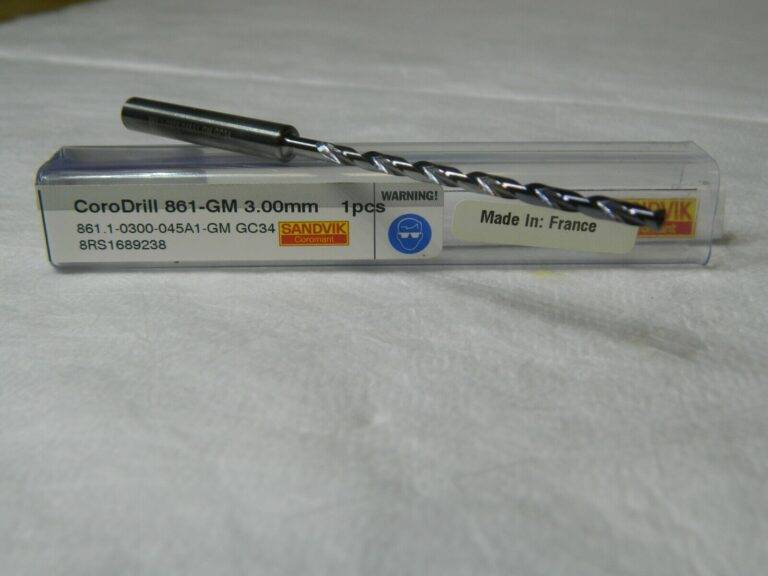 CoroDrill 861-GM 3.00mm 1pcs
861.1-0300-045A1-GM GC34
8RS1689238
SANDVIK
Coromant
WARNING!
Made In: France
SANDVIK